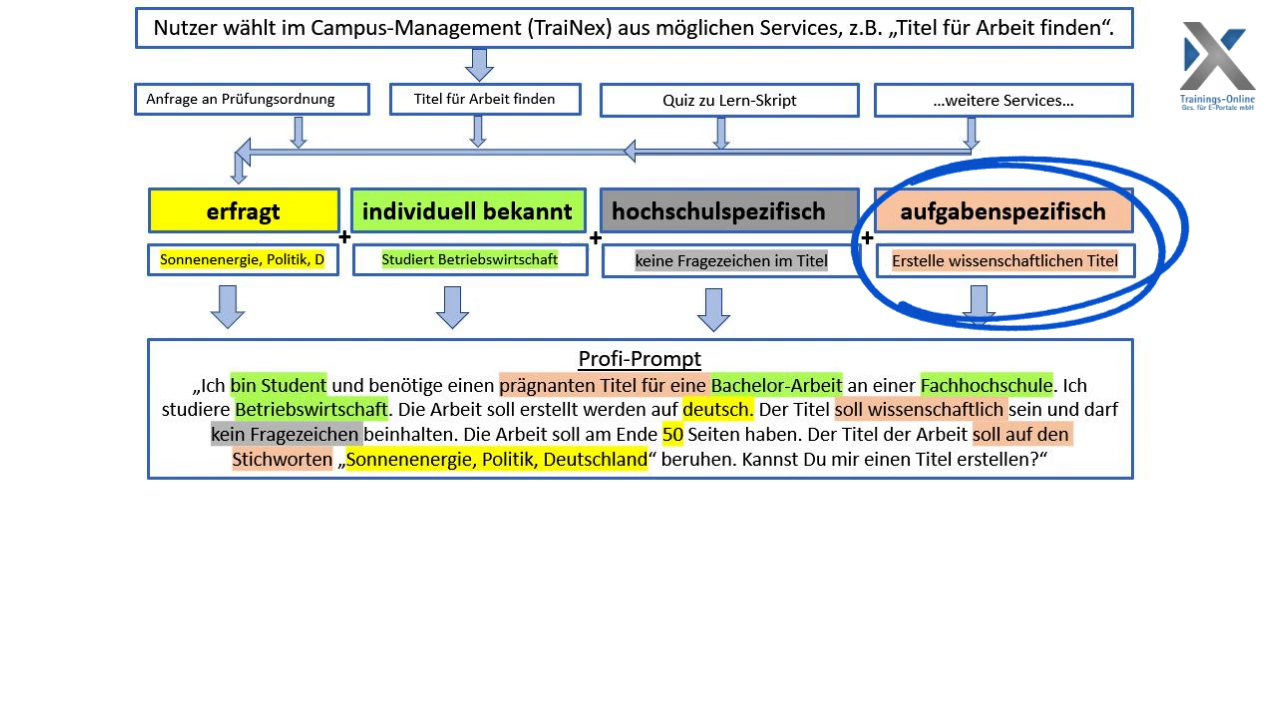 Nutzer wählt im Campus-Management (TraiNex) aus möglichen Services, z.B. „Titel für Arbeit finden“.
Trainings-Online
Ges. für E-Portale mbH
Anfrage an Prüfungsordnung
Titel für Arbeit finden
Quiz zu Lern-Skript
...weitere Services...
erfragt
+
individuell bekannt
+
hochschulspezifisch
+
aufgabenspezifisch
Sonnenenergie, Politik, D
Studiert Betriebswirtschaft
keine Fragezeichen im Titel
Erstelle wissenschaftlichen Titel
Profi-Prompt
„Ich bin Student und benötige einen prägnanten Titel für eine Bachelor-Arbeit an einer Fachhochschule. Ich
studiere Betriebswirtschaft. Die Arbeit soll erstellt werden auf deutsch. Der Titel soll wissenschaftlich sein und darf
kein Fragezeichen beinhalten. Die Arbeit soll am Ende 50 Seiten haben. Der Titel der Arbeit soll auf den
Stichworten „Sonnenenergie, Politik, Deutschland“ beruhen. Kannst Du mir einen Titel erstellen?“